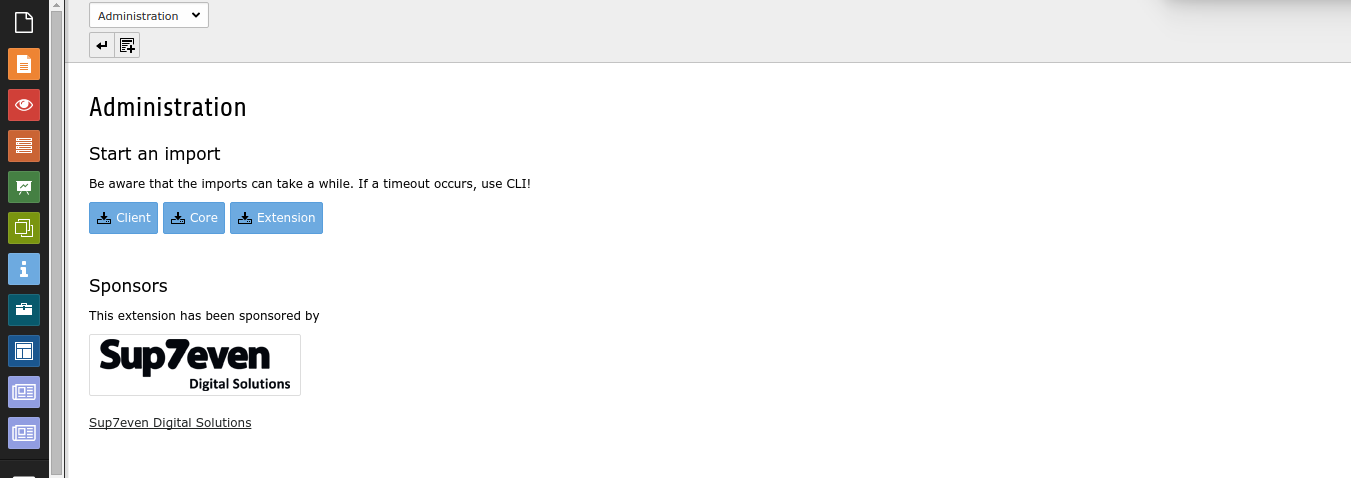 Administration
Administration
Start an import
Be aware that the imports can take a while. If a timeout occurs, use CLI!
Client Core Extension
Sponsors
This extension has been sponsored by
Sup7even
Digital Solutions
Sup7even Digital Solutions